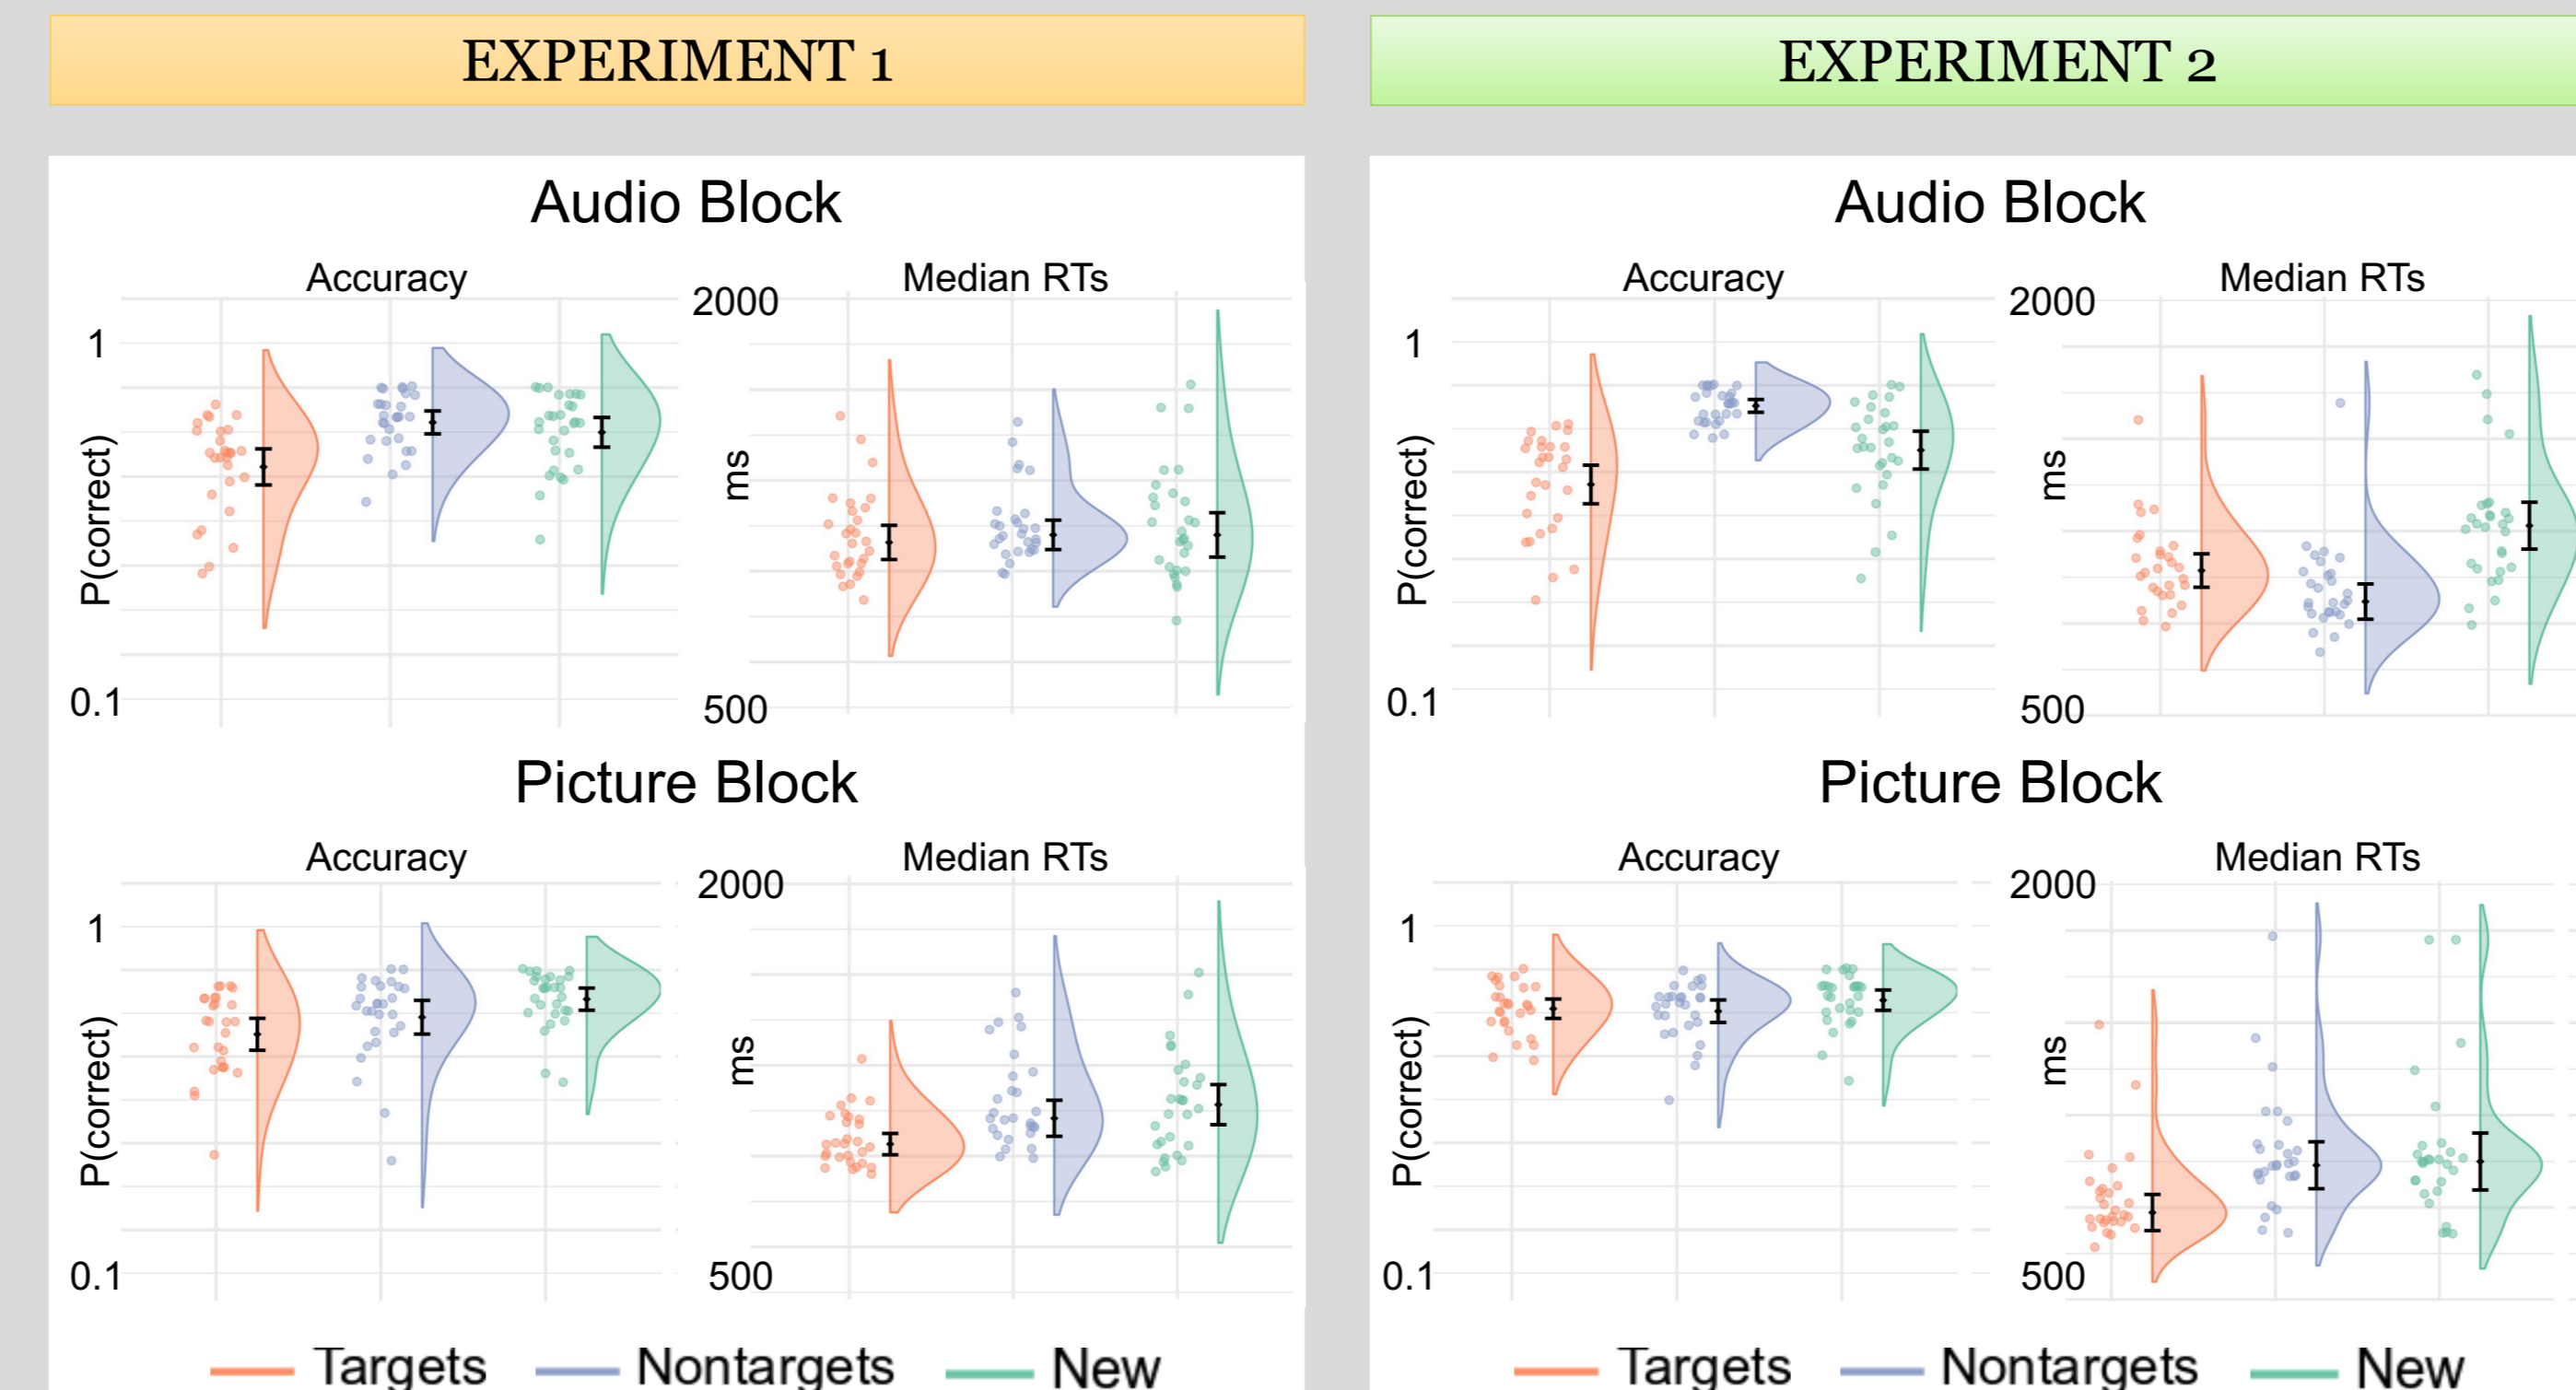 EXPERIMENT 1
Audio Block
Accuracy
Median RTs
P(correct)
1
0.1
ms
2000
500
Picture Block
Accuracy
Median RTs
P(correct)
1
0.1
ms
2000
500
Targets Nontargets New
EXPERIMENT 2
Audio Block
Accuracy
Median RTs
P(correct)
1
0.1
ms
2000
500
Picture Block
Accuracy
Median RTs
P(correct)
1
0.1
ms
2000
500
Targets Nontargets New